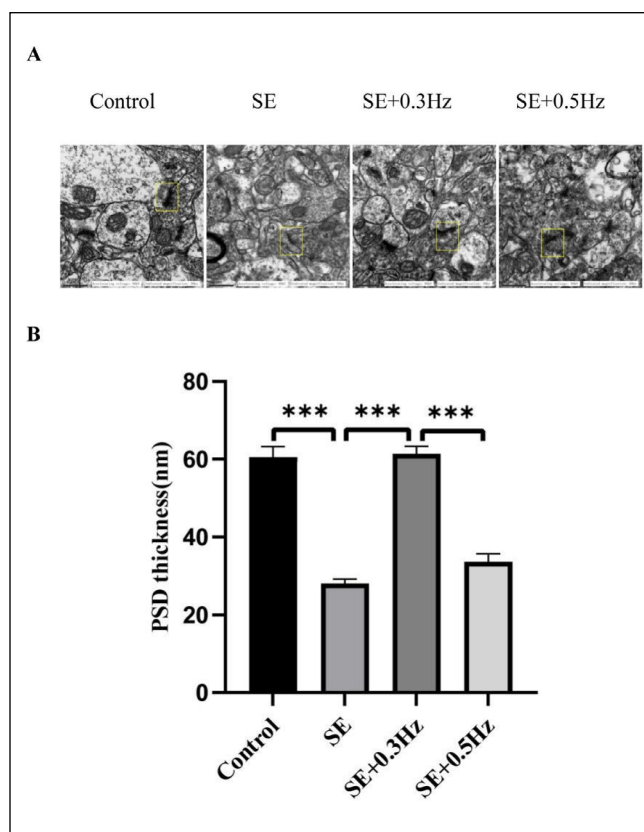 A
Control SE SE+0.3Hz SE+0.5Hz
B
80
60
40
20
0
PSD thickness(nm)
*** *** ***
Control SE SE+0.3Hz SE+0.5Hz